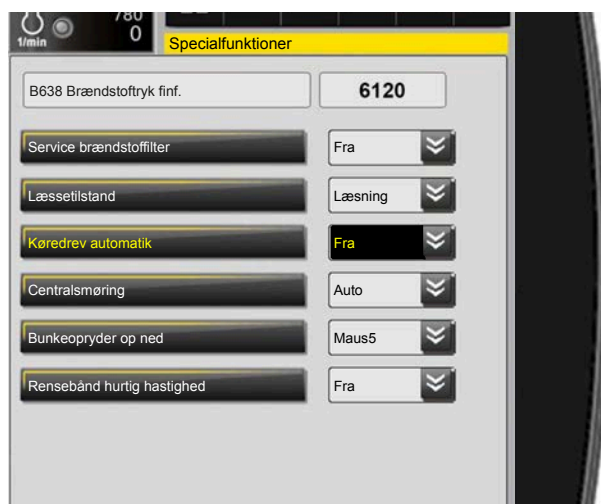 780
1/min 0
Specialfunktioner
B638 Brændstoftryk finf. 6120
Service brændstoffilter Fra
Læssetilstand Læsning
Køredrev automatik Fra
Centralsmøring Auto
Bunkeopryder op ned Maus5
Rensebånd hurtig hastighed Fra